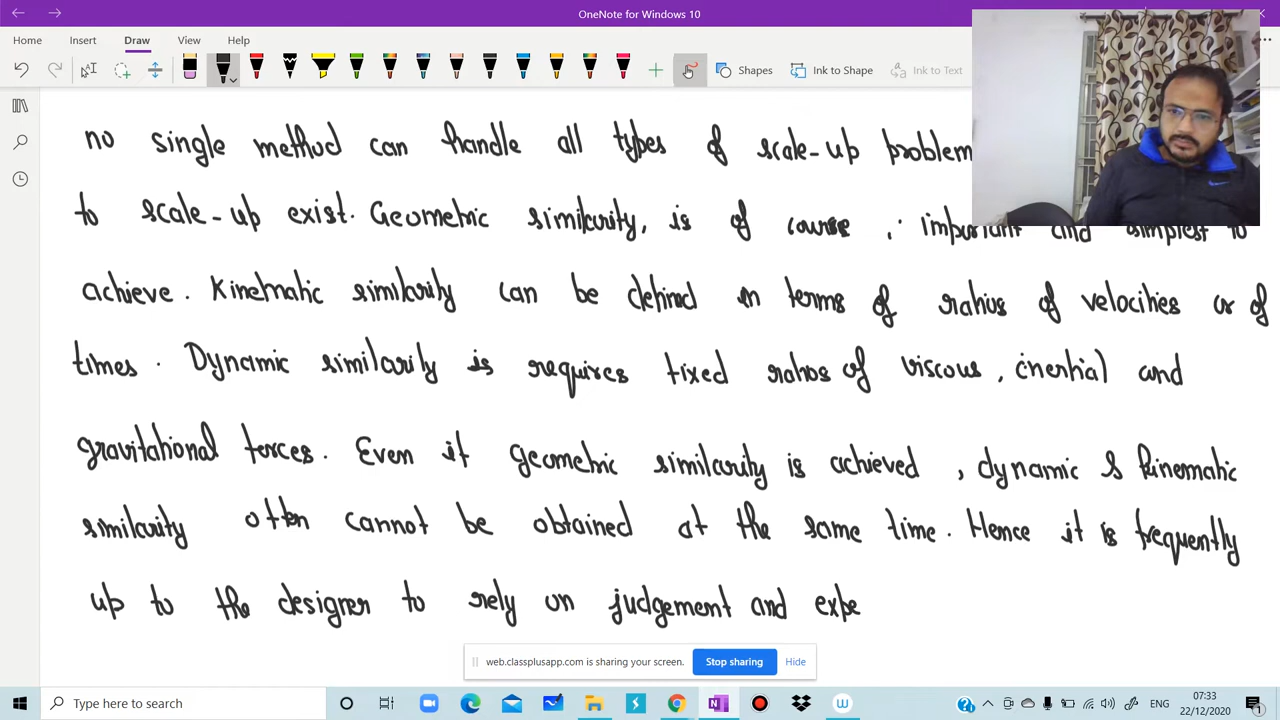 OneNote for Windows 10
Home Insert Draw View Help
Shapes Ink to Shape Ink to Text
no single method can handle all types of scale-up problem
to scale-up exist. Geometric similarity, is of course, important and simplest to
achieve. Kinetmatic similarity can be defined in terms of ratios of velocities or of
times. Dynamic similarity is requires fixed ratios of viscous, inertial and
gravitational forces. Even if geometric similarity is achieved, dynamic & kinematic
similarity often cannot be obtained at the same time. Hence it is frequently
up to the designer to rely on judgement and expe
web.classplusapp.com is sharing your screen. Stop sharing Hide
Type here to search
ENG
07:33
22/12/2020